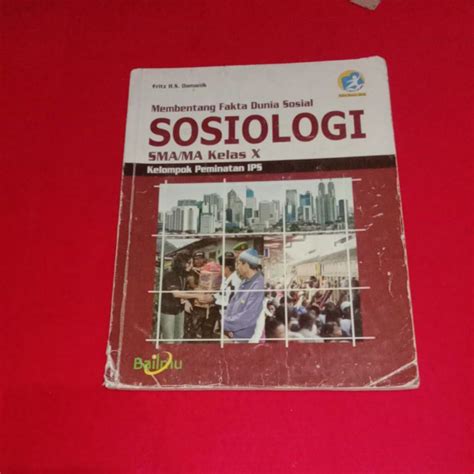 Fritz H.S. Damanik
Membentang Fakta Dunia Sosial
SOSIOLOGI
SMA/MA Kelas X
Kelompok Peminatan IPS
Bailmu